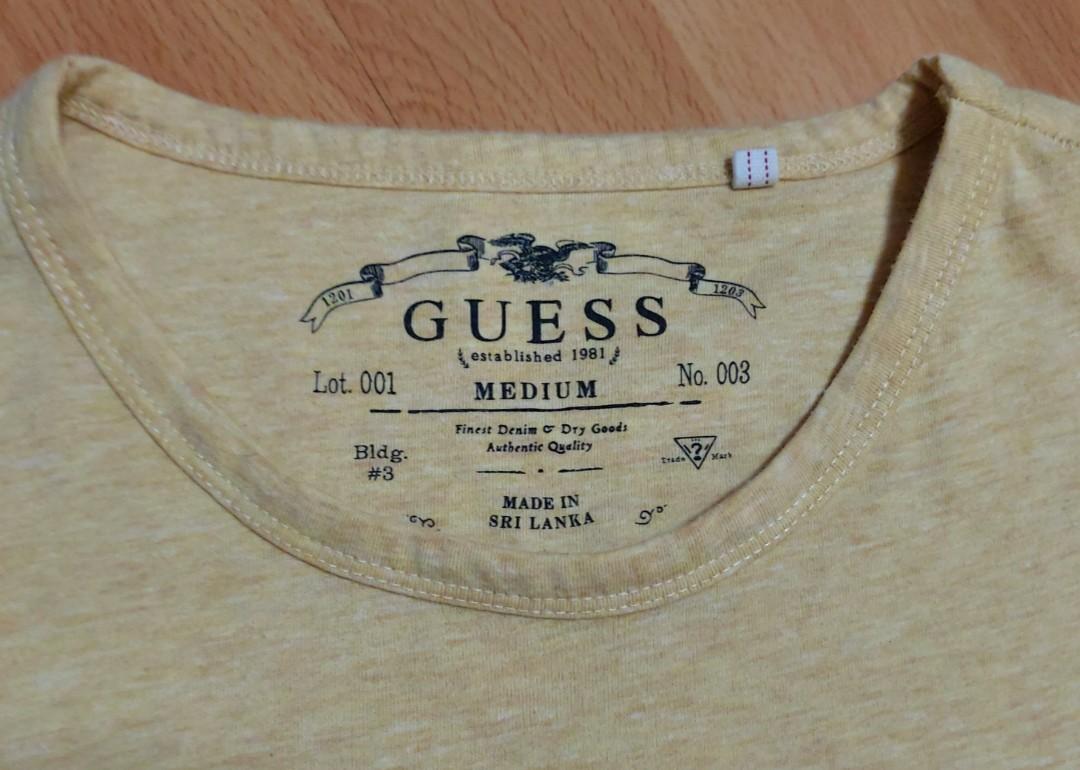 1201
1203
GUESS
established 1981
Lot. 001
MEDIUM
No. 003
Finest Denim & Dry Goods
Authentic Quality
Bldg.
#3
Trade ? Mark
MADE IN
SRI LANKA